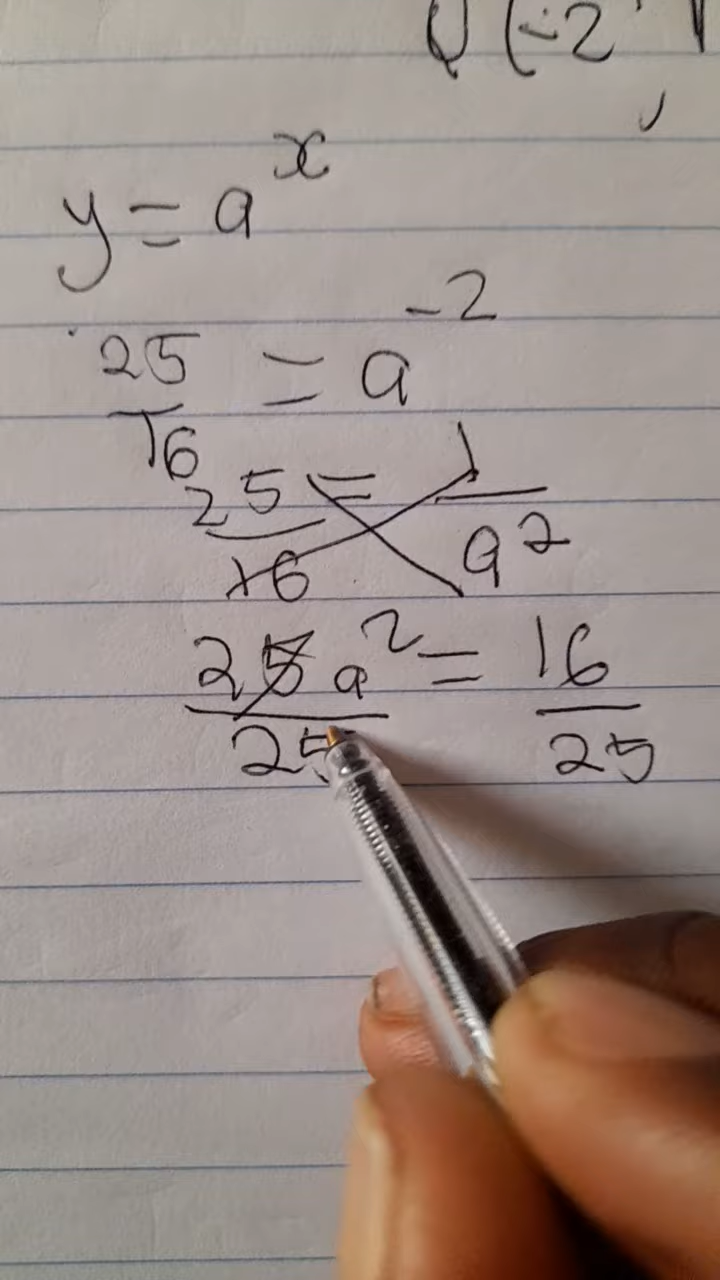 (-2,
y = a^x
25/16 = a^-2
25/16 = 1/a^2
25a^2/25 = 16/25